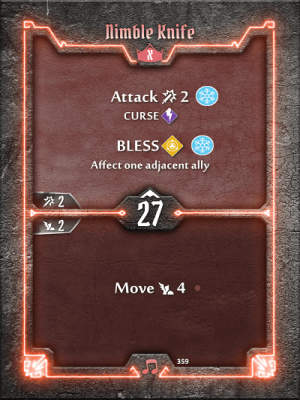 Nimble Knife
X
Attack 2
CURSE
BLESS
Affect one adjacent ally
2
27
2
Move 4
359